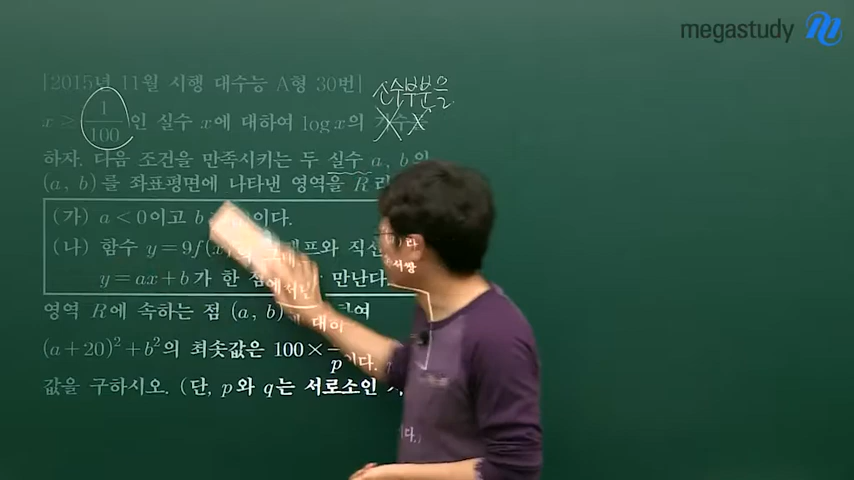 megastudy
[2015년 11월 시행 대수능 A형 30번]
소수부분을
x ≥ 1/100 인 실수 x에 대하여 log x의
하자. 다음 조건을 만족시키는 두 실수 a, b의
(a, b)를 좌표평면에 나타낸 영역을 R
(가) a < 0이고 b 이다.
(나) 함수 y = 9f(x)의 그래프와 직선
y = ax + b가 한 점에서 만난다.
영역 R에 속하는 점 (a, b)에 대하여
(a+20)² + b²의 최솟값은 100 × p이다.
값을 구하시오. (단, p와 q는 서로소인